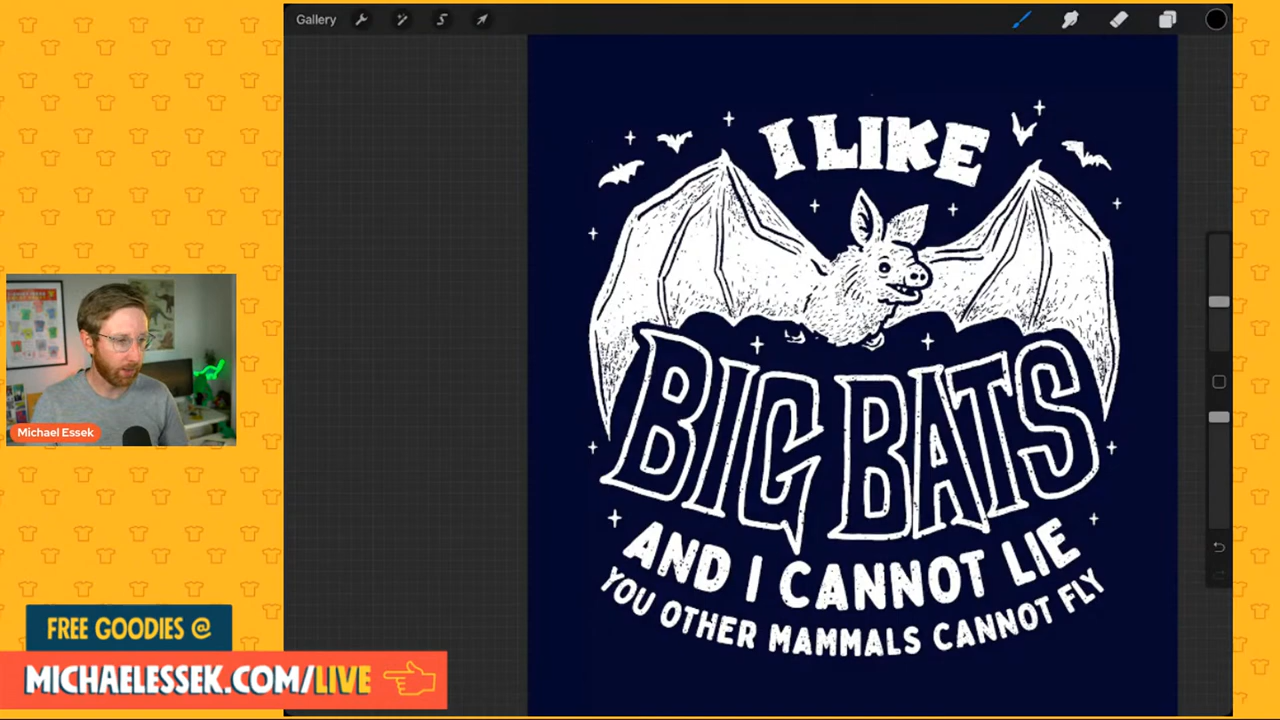 Gallery
I LIKE
BIG BATS
AND I CANNOT LIE
YOU OTHER MAMMALS CANNOT FLY
Michael Essek
FREE GOODIES @
MICHAELESSEK.COM/LIVE